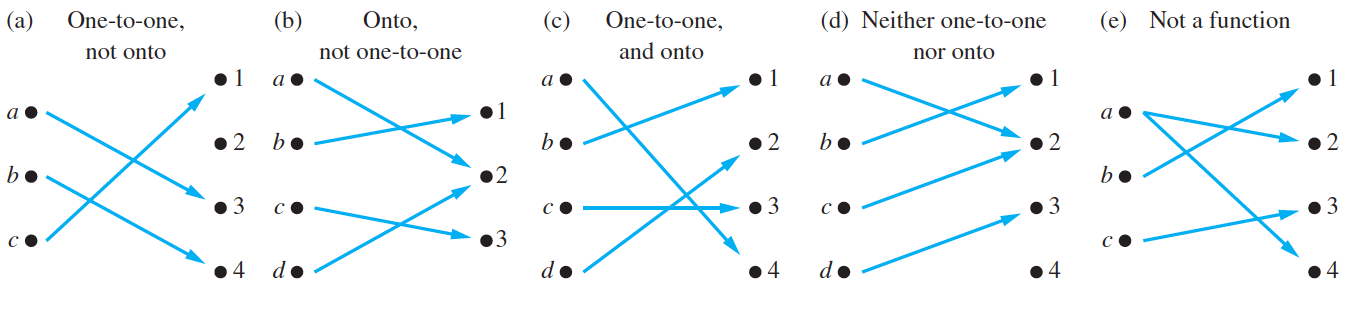 (a) One-to-one, not onto
a
b
c
1
2
3
4
(b) Onto, not one-to-one
a
b
c
d
1
2
3
(c) One-to-one, and onto
a
b
c
d
1
2
3
4
(d) Neither one-to-one nor onto
a
b
c
d
1
2
3
4
(e) Not a function
a
b
c
1
2
3
4